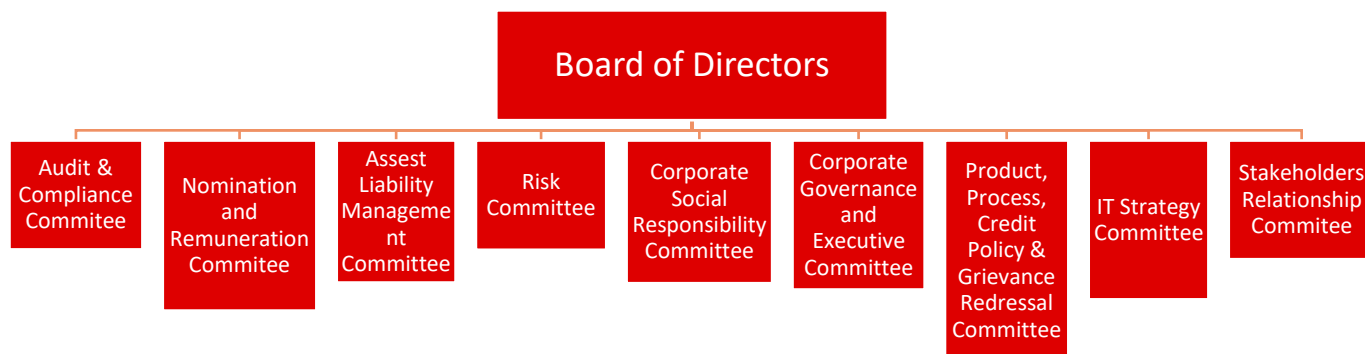 Board of Directors
Audit &
Compliance
Commitee
Nomination
and
Remuneration
Commitee
Assest
Liability
Manageme
nt
Committee
Risk
Committee
Corporate
Social
Responsibility
Committee
Corporate
Governance
and
Executive
Committee
Product,
Process,
Credit
Policy &
Grievance
Redressal
Committee
IT Strategy
Committee
Stakeholders
Relationship
Commitee